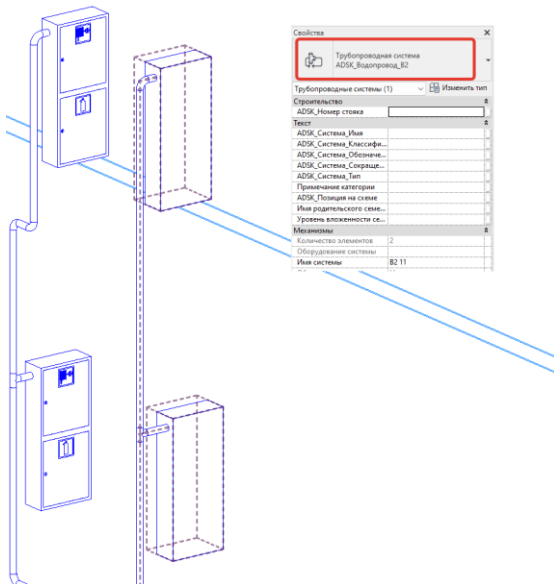 Свойства
Трубопроводная система
ADSK_Водопровод_B2
Трубопроводные системы (1)
Изменить тип
Строительство
ADSK_Номер стояка
Текст
ADSK_Система_Имя
ADSK_Система_Классифи...
ADSK_Система_Обозначе...
ADSK_Система_Сокраще...
ADSK_Система_Тип
Примечание категории
ADSK_Позиция на схеме
Имя родительского семе...
Уровень вложенности се...
Механизмы
Количество элементов 2
Оборудование системы
Имя системы B2 11